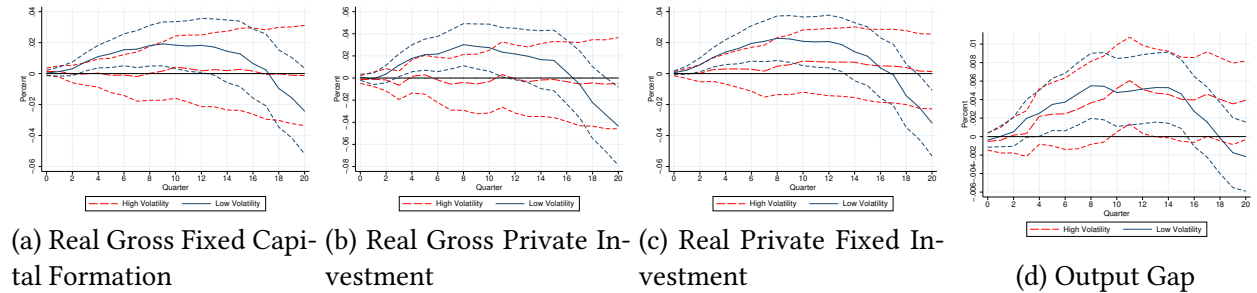 .04
.02
0
-.02
-.04
-.06
Percent
0 2 4 6 8 10 12 14 16 18 20
Quarter
High Volatility Low Volatility
(a) Real Gross Fixed Capi-
tal Formation
.06
.04
.02
0
-.02
-.04
-.06
-.08
Percent
0 2 4 6 8 10 12 14 16 18 20
Quarter
High Volatility Low Volatility
(b) Real Gross Private In-
vestment
.04
.02
0
-.02
-.04
-.06
Percent
0 2 4 6 8 10 12 14 16 18 20
Quarter
High Volatility Low Volatility
(c) Real Private Fixed In-
vestment
.01
.008
.006
.004
.002
0
-.002
-.004
-.006
Percent
0 2 4 6 8 10 12 14 16 18 20
Quarter
High Volatility Low Volatility
(d) Output Gap